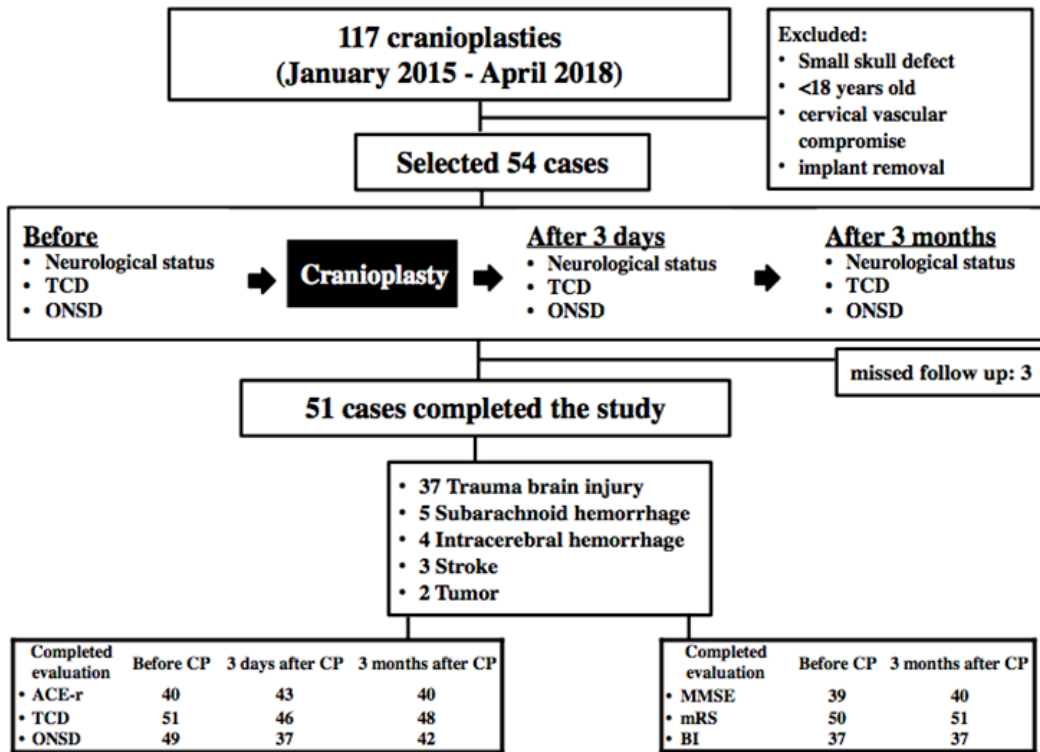 117 cranioplasties
(January 2015 - April 2018)
Excluded:
• Small skull defect
• <18 years old
• cervical vascular
compromise
• implant removal
Selected 54 cases
Before
• Neurological status
• TCD
• ONSD
Cranioplasty
After 3 days
• Neurological status
• TCD
• ONSD
After 3 months
• Neurological status
• TCD
• ONSD
missed follow up: 3
51 cases completed the study
• 37 Trauma brain injury
• 5 Subarachnoid hemorrhage
• 4 Intracerebral hemorrhage
• 3 Stroke
• 2 Tumor
Completed
evaluation Before CP 3 days after CP 3 months after CP
• ACE-r 40 43 40
• TCD 51 46 48
• ONSD 49 37 42
Completed
evaluation Before CP 3 months after CP
• MMSE 39 40
• mRS 50 51
• BI 37 37